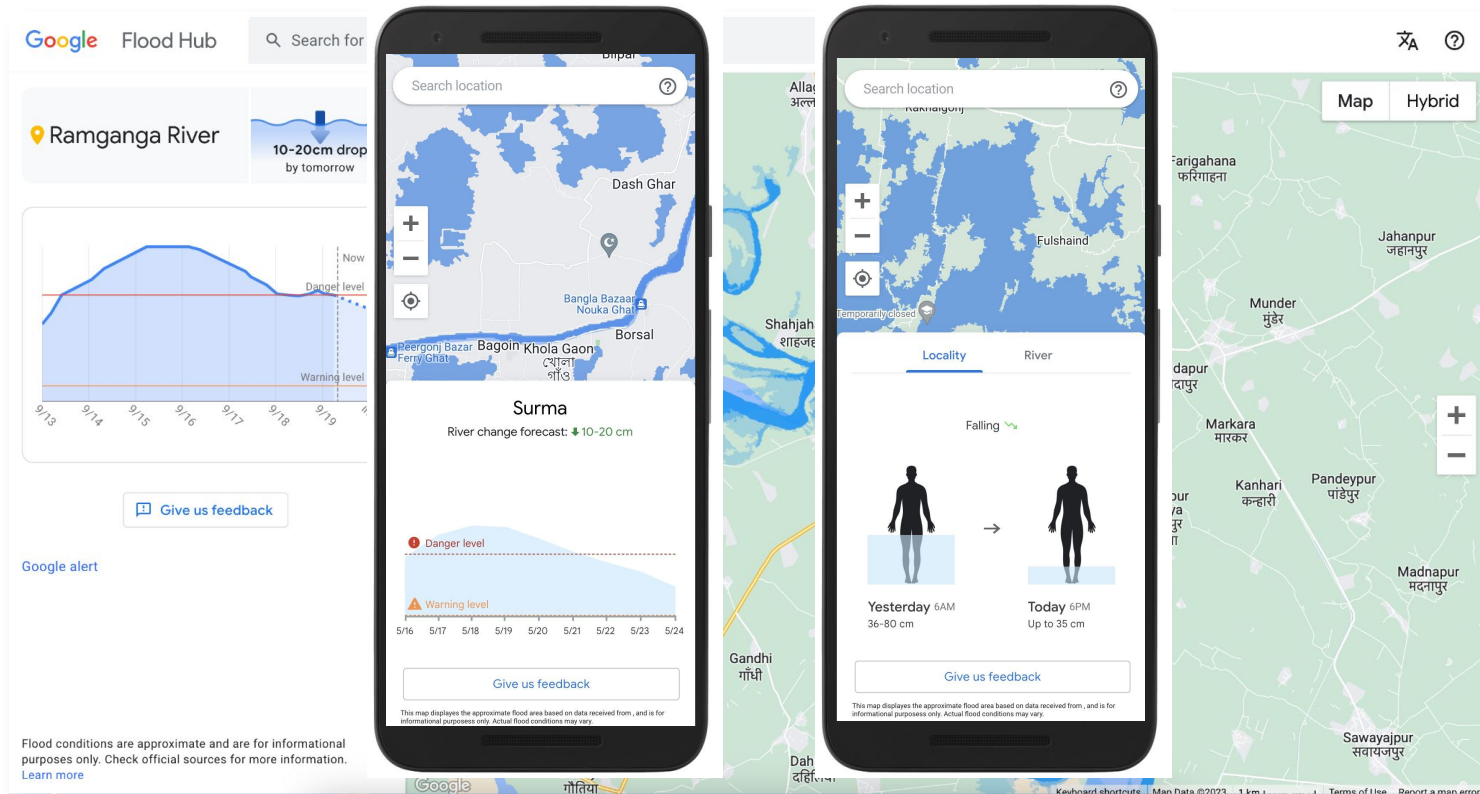 Google Flood Hub
Search for
Ramganga River
10-20cm drop
by tomorrow
Now
Danger level
Warning level
9/13 9/14 9/15 9/16 9/17 9/18 9/19
Give us feedback
Google alert
Flood conditions are approximate and are for informational
purposes only. Check official sources for more information.
Learn more
Search location
Dash Ghar
Bangla Bazaar
Nouka Ghat
Borsal
Peergonj Bazar
Ferry Ghat
Bagoin
Khola Gaon
খোলা
গাঁও
Surma
River change forecast: 10-20 cm
Danger level
Warning level
5/16 5/17 5/18 5/19 5/20 5/21 5/22 5/23 5/24
Give us feedback
This map displayes the approximate flood area based on data received from , and is for
informational purposess only. Actual flood conditions may vary.
Google
गौतिया
Gandhi
गाँधी
Search location
Fulshaind
Temporarily closed
Locality River
Falling
Yesterday 6AM
36-80 cm
Today 6PM
Up to 35 cm
Give us feedback
This map displayes the approximate flood area based on data received from , and is for
informational purposess only. Actual flood conditions may vary.
Map Hybrid
Farigahana
फरिगाहना
Jahanpur
जहानपुर
Munder
मुंडेर
Markara
मारकर
Kanhari
कन्हारी
Pandeypur
पांडेपुर
Madnapur
मदनापुर
Sawayajpur
सवायजपुर
Keyboard shortcuts Map Data ©2023 1 km Terms of Use Report a map error